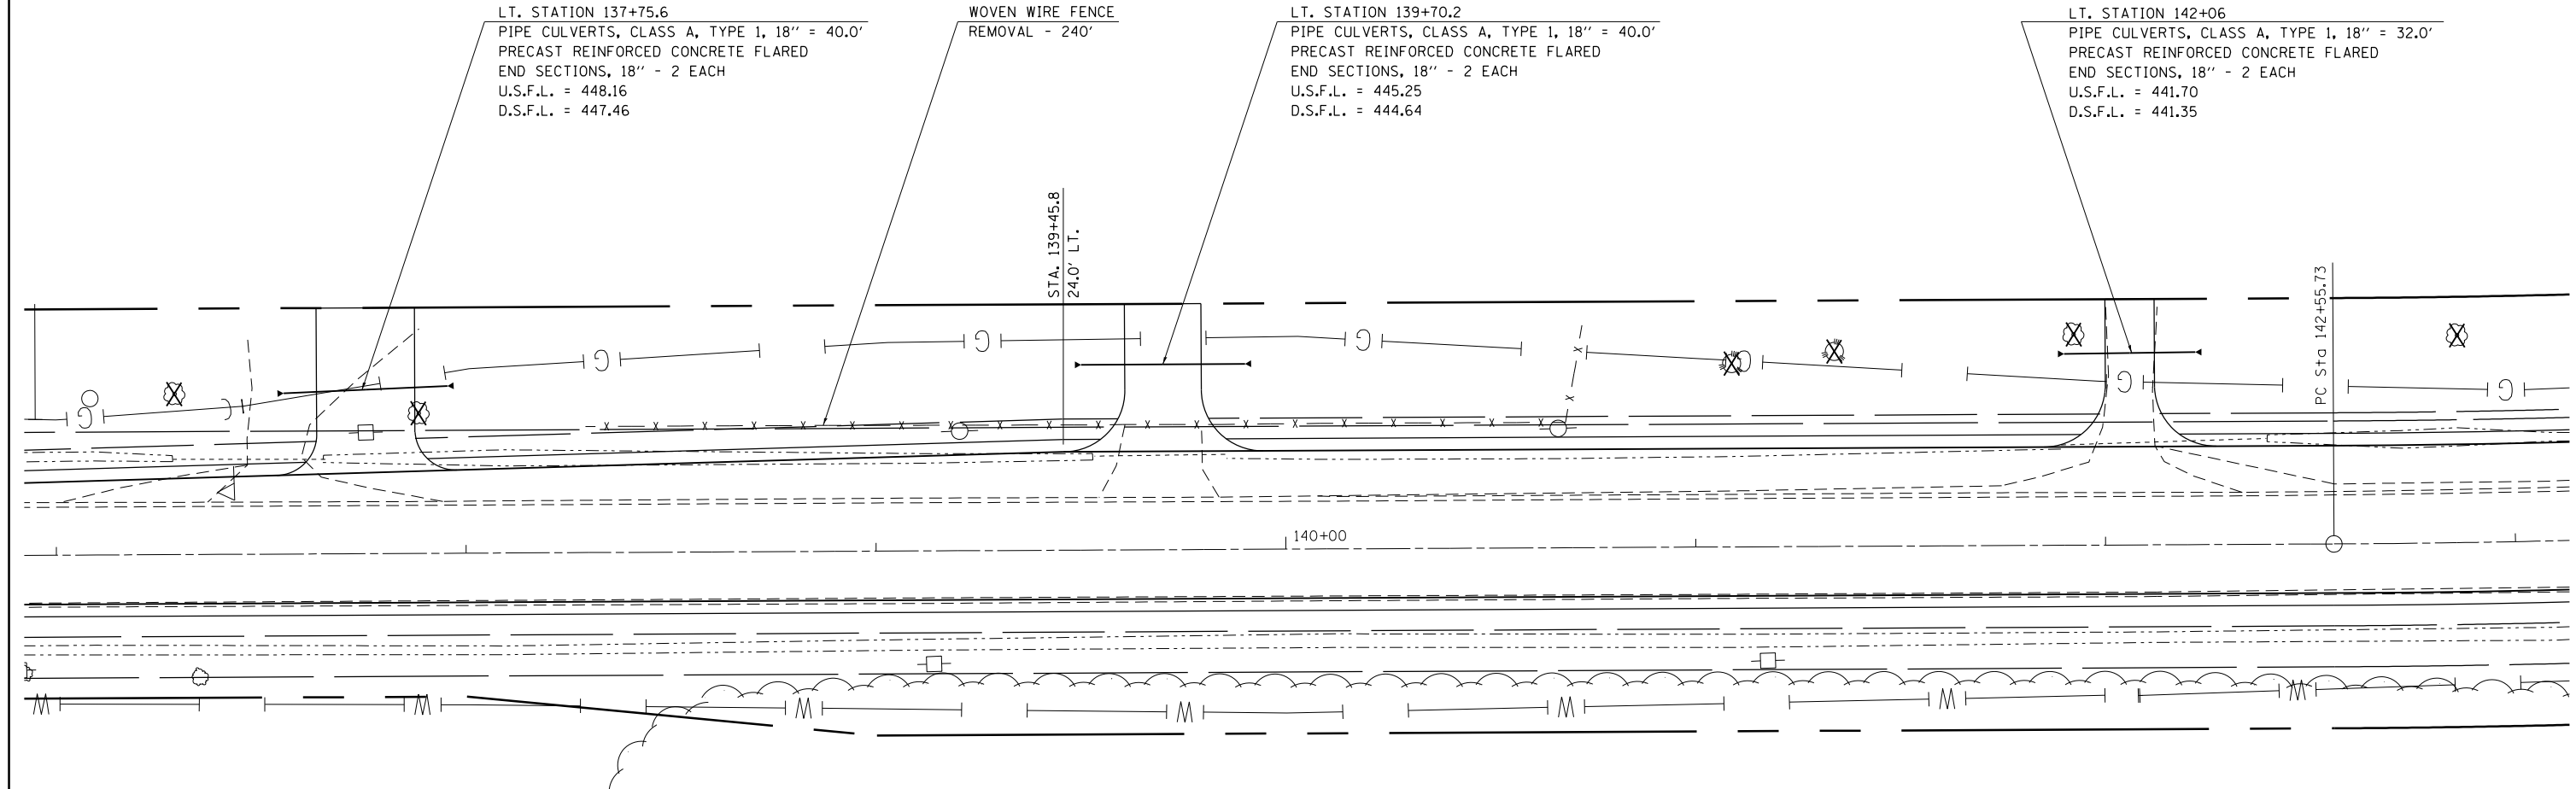 LT. STATION 137+75.6
PIPE CULVERTS, CLASS A, TYPE 1, 18'' = 40.0'
PRECAST REINFORCED CONCRETE FLARED
END SECTIONS, 18'' - 2 EACH
U.S.F.L. = 448.16
D.S.F.L. = 447.46
WOVEN WIRE FENCE
REMOVAL - 240'
LT. STATION 139+70.2
PIPE CULVERTS, CLASS A, TYPE 1, 18'' = 40.0'
PRECAST REINFORCED CONCRETE FLARED
END SECTIONS, 18'' - 2 EACH
U.S.F.L. = 445.25
D.S.F.L. = 444.64
LT. STATION 142+06
PIPE CULVERTS, CLASS A, TYPE 1, 18'' = 32.0'
PRECAST REINFORCED CONCRETE FLARED
END SECTIONS, 18'' - 2 EACH
U.S.F.L. = 441.70
D.S.F.L. = 441.35
STA. 139+45.8
24.0' LT.
PC Sta 142+55.73
G G G G G G G
X X X X X X X X X X X X X X X X X X X X
X
X
140+00
M M M M M M M